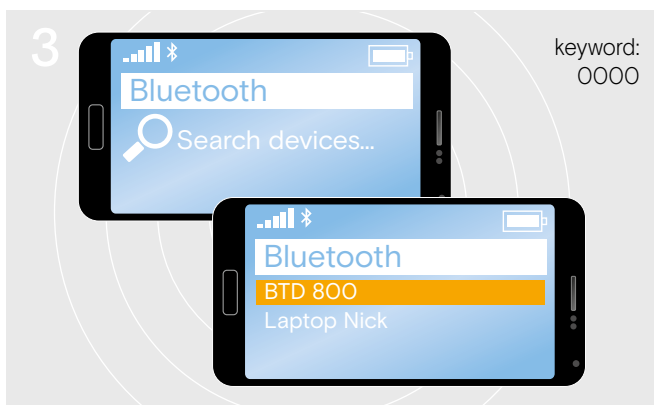 3
keyword:
0000
Bluetooth
Search devices...
Bluetooth
BTD 800
Laptop Nick